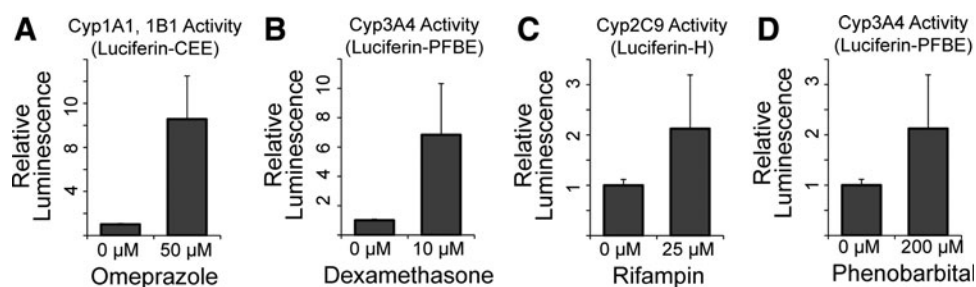 A
Cyp1A1, 1B1 Activity
(Luciferin-CEE)
Relative
Luminescence
10
8
4
0 µM
50 µM
Omeprazole
B
Cyp3A4 Activity
(Luciferin-PFBE)
Relative
Luminescence
10
8
6
4
2
0 µM
10 µM
Dexamethasone
C
Cyp2C9 Activity
(Luciferin-H)
Relative
Luminescence
3
2
1
0 µM
25 µM
Rifampin
D
Cyp3A4 Activity
(Luciferin-PFBE)
Relative
Luminescence
3
2
1
0 µM
200 µM
Phenobarbital